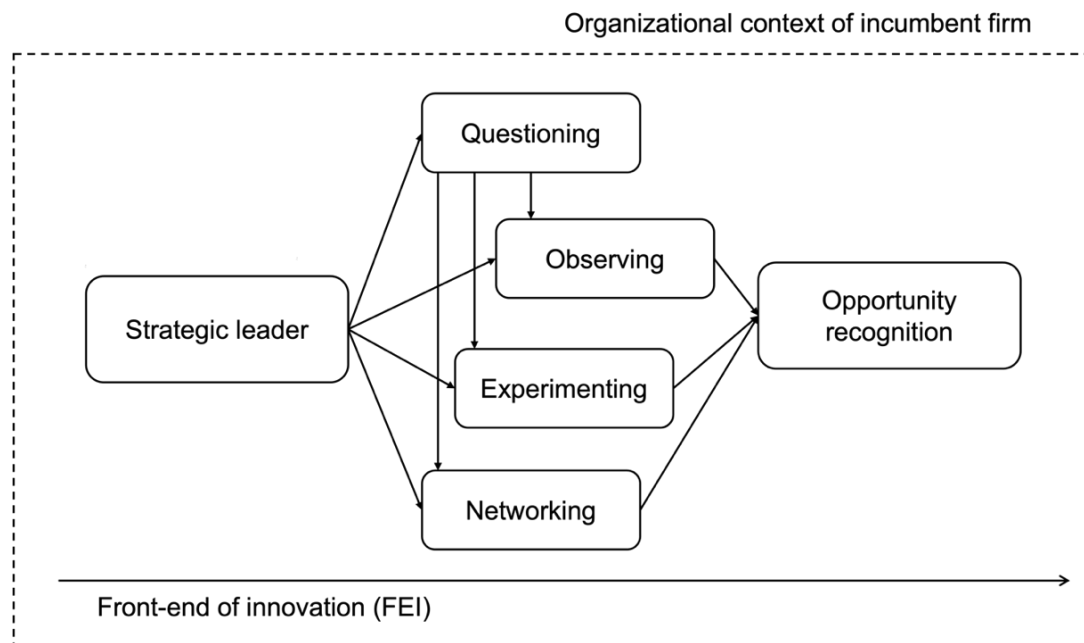 Organizational context of incumbent firm
Questioning
Observing
Strategic leader
Opportunity
recognition
Experimenting
Networking
Front-end of innovation (FEI)